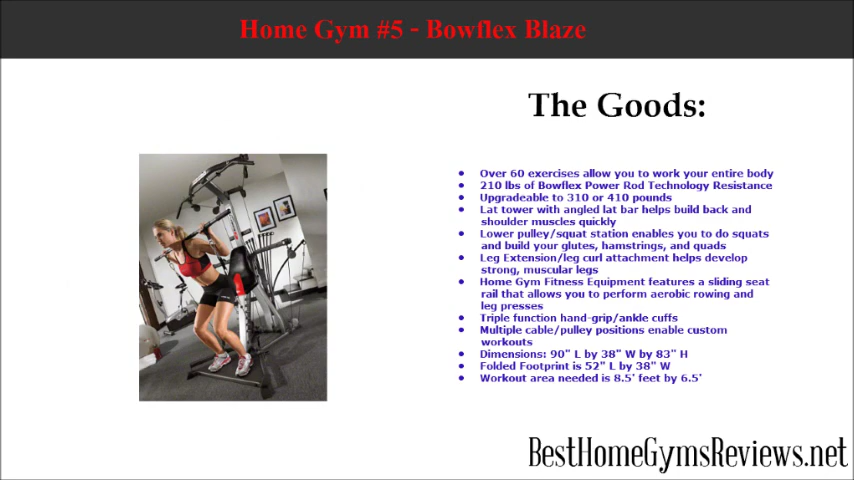 Home Gym #5 - Bowflex Blaze
The Goods:
• Over 60 exercises allow you to work your entire body
• 210 lbs of Bowflex Power Rod Technology Resistance
• Upgradeable to 310 or 410 pounds
• Lat tower with angled lat bar helps build back and
shoulder muscles quickly
• Lower pulley/squat station enables you to do squats
and build your glutes, hamstrings, and quads
• Leg Extension/leg curl attachment helps develop
strong, muscular legs
• Home Gym Fitness Equipment features a sliding seat
rail that allows you to perform aerobic rowing and
leg presses
• Triple function hand-grip/ankle cuffs
• Multiple cable/pulley positions enable custom
workouts
• Dimensions: 90" L by 38" W by 83" H
• Folded Footprint is 52" L by 38" W
• Workout area needed is 8.5' feet by 6.5'
BestHomeGymsReviews.net